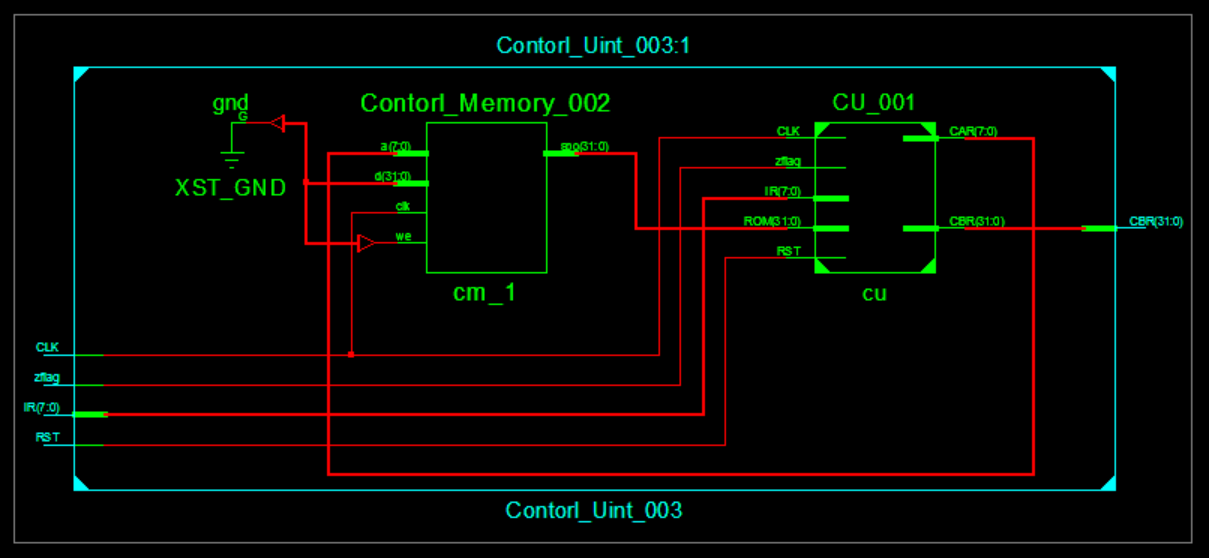 Contorl_Uint_003:1
gnd
G
XST_GND
Contorl_Memory_002
a(7:0)
d(31:0)
clk
we
spo(31:0)
cm_1
CU_001
CLK
zflag
IR(7:0)
ROM(31:0)
RST
CAR(7:0)
CBR(31:0)
cu
CBR(31:0)
CLK
zflag
IR(7:0)
RST
Contorl_Uint_003